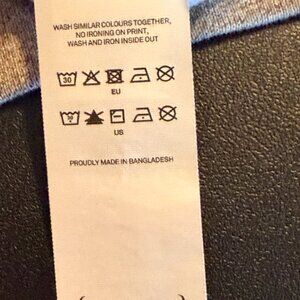 WASH SIMILAR COLOURS TOGETHER,
NO IRONING ON PRINT,
WASH AND IRON INSIDE OUT
30
EU
US
PROUDLY MADE IN BANGLADESH